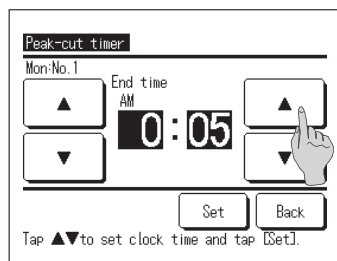 Peak-cut timer
Mon:No.1
End time
AM
▲ 0:05 ▲
▼ ▼
Set Back
Tap ▲▼to set clock time and tap [Set].